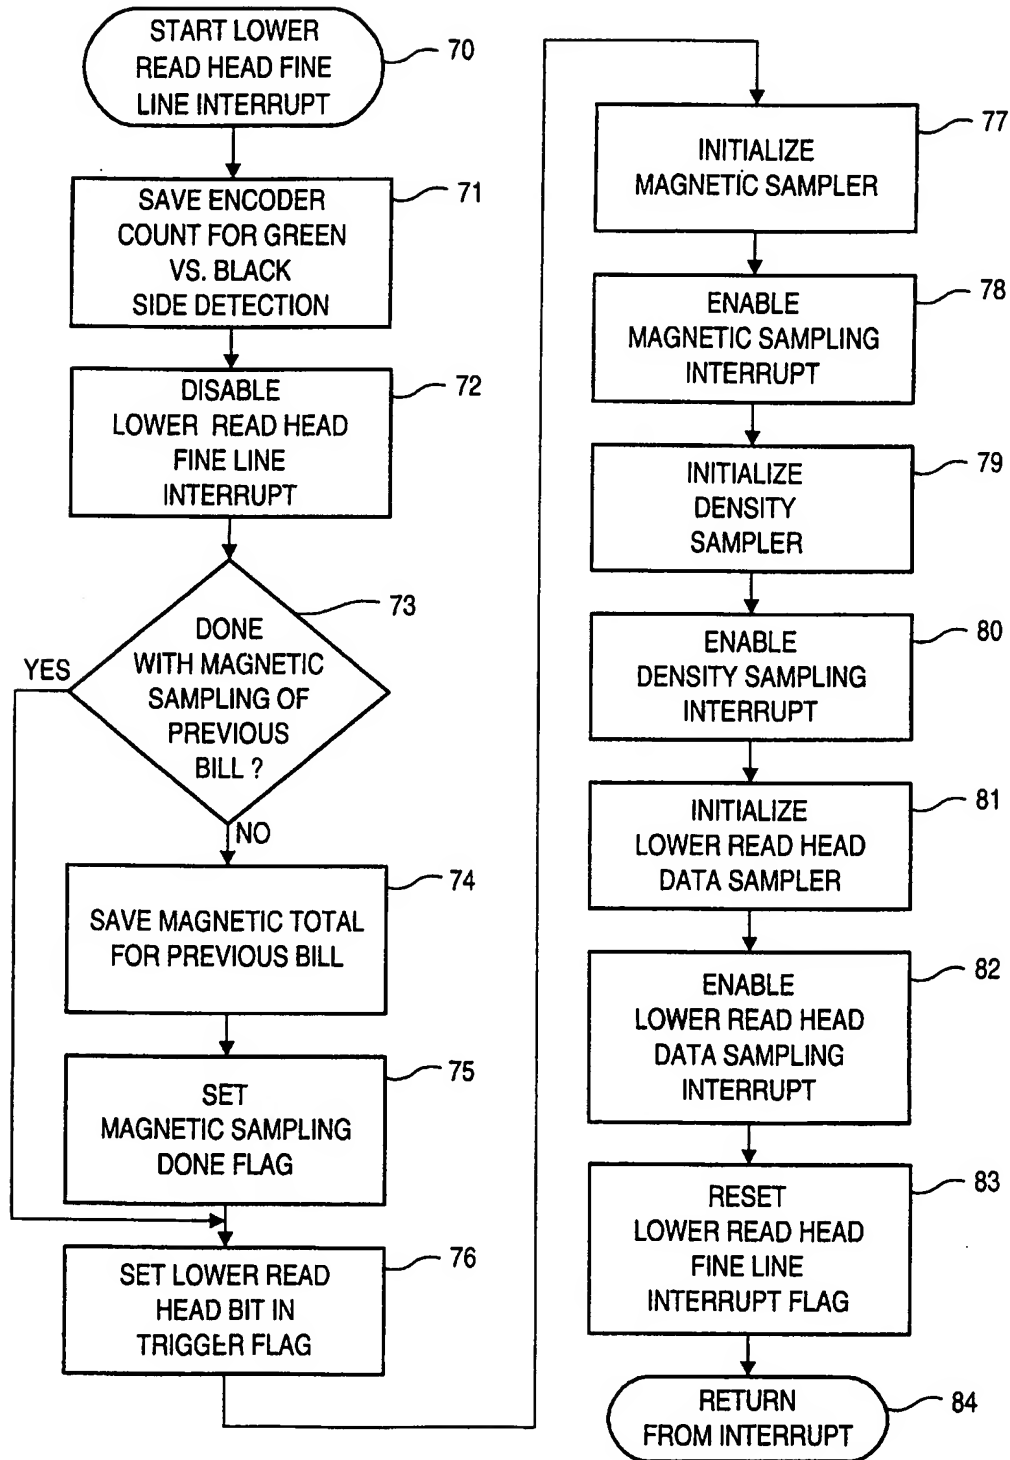 START LOWER
READ HEAD FINE
LINE INTERRUPT
70
SAVE ENCODER
COUNT FOR GREEN
VS. BLACK
SIDE DETECTION
71
DISABLE
LOWER READ HEAD
FINE LINE
INTERRUPT
72
DONE
WITH MAGNETIC
SAMPLING OF
PREVIOUS
BILL ?
73
YES
NO
SAVE MAGNETIC TOTAL
FOR PREVIOUS BILL
74
SET
MAGNETIC SAMPLING
DONE FLAG
75
SET LOWER READ
HEAD BIT IN
TRIGGER FLAG
76
INITIALIZE
MAGNETIC SAMPLER
77
ENABLE
MAGNETIC SAMPLING
INTERRUPT
78
INITIALIZE
DENSITY
SAMPLER
79
ENABLE
DENSITY SAMPLING
INTERRUPT
80
INITIALIZE
LOWER READ HEAD
DATA SAMPLER
81
ENABLE
LOWER READ HEAD
DATA SAMPLING
INTERRUPT
82
RESET
LOWER READ HEAD
FINE LINE
INTERRUPT FLAG
83
RETURN
FROM INTERRUPT
84